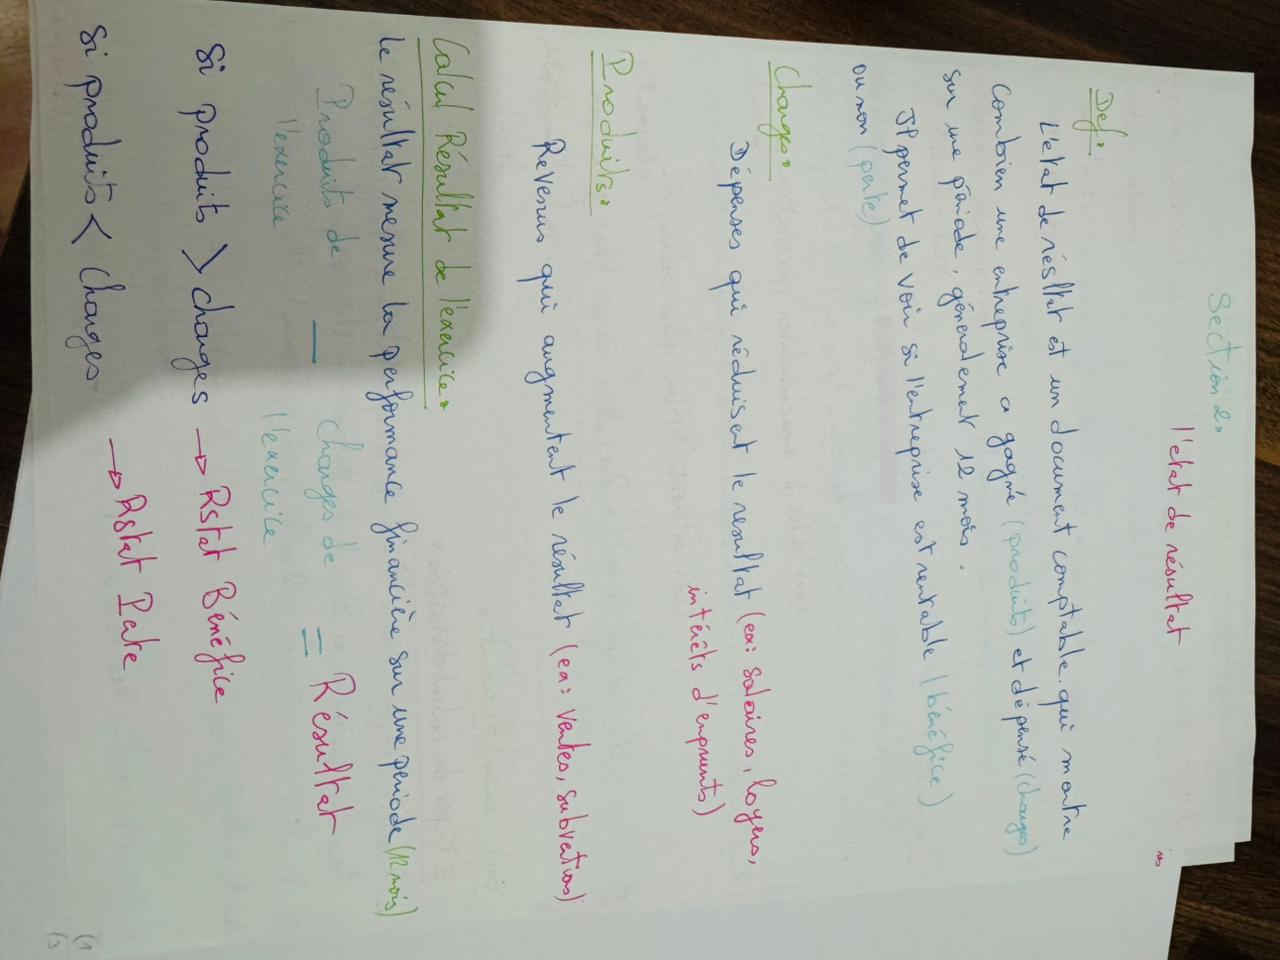 Section 2.
l'etat de résultat
Def.
L'etat de résltat est un document comptable. qui montre
combien une entreprise a gagné (produits) et dépensé (charges)
sur une période, génerolement 12 mois.
Il permet de voir si l'entreprise est rentable (bénéfice)
ou non (perte)
Charges.
Dépenses qui réduisent le resultat (ex: salaires, loyers,
intérêts d'emprunts)
Produits.
Revenus qui augmentent le résultat (ex: ventes, subvetions)
Calcul Résultat de l'exercice.
Le résultat mesure la performance financière sur une période (12 mois)
Produits de — charges de = Résultat
l'exercice l'exercice
si produits > charges → Rstat Bénéfice
si produits < charges → Rstat Perte